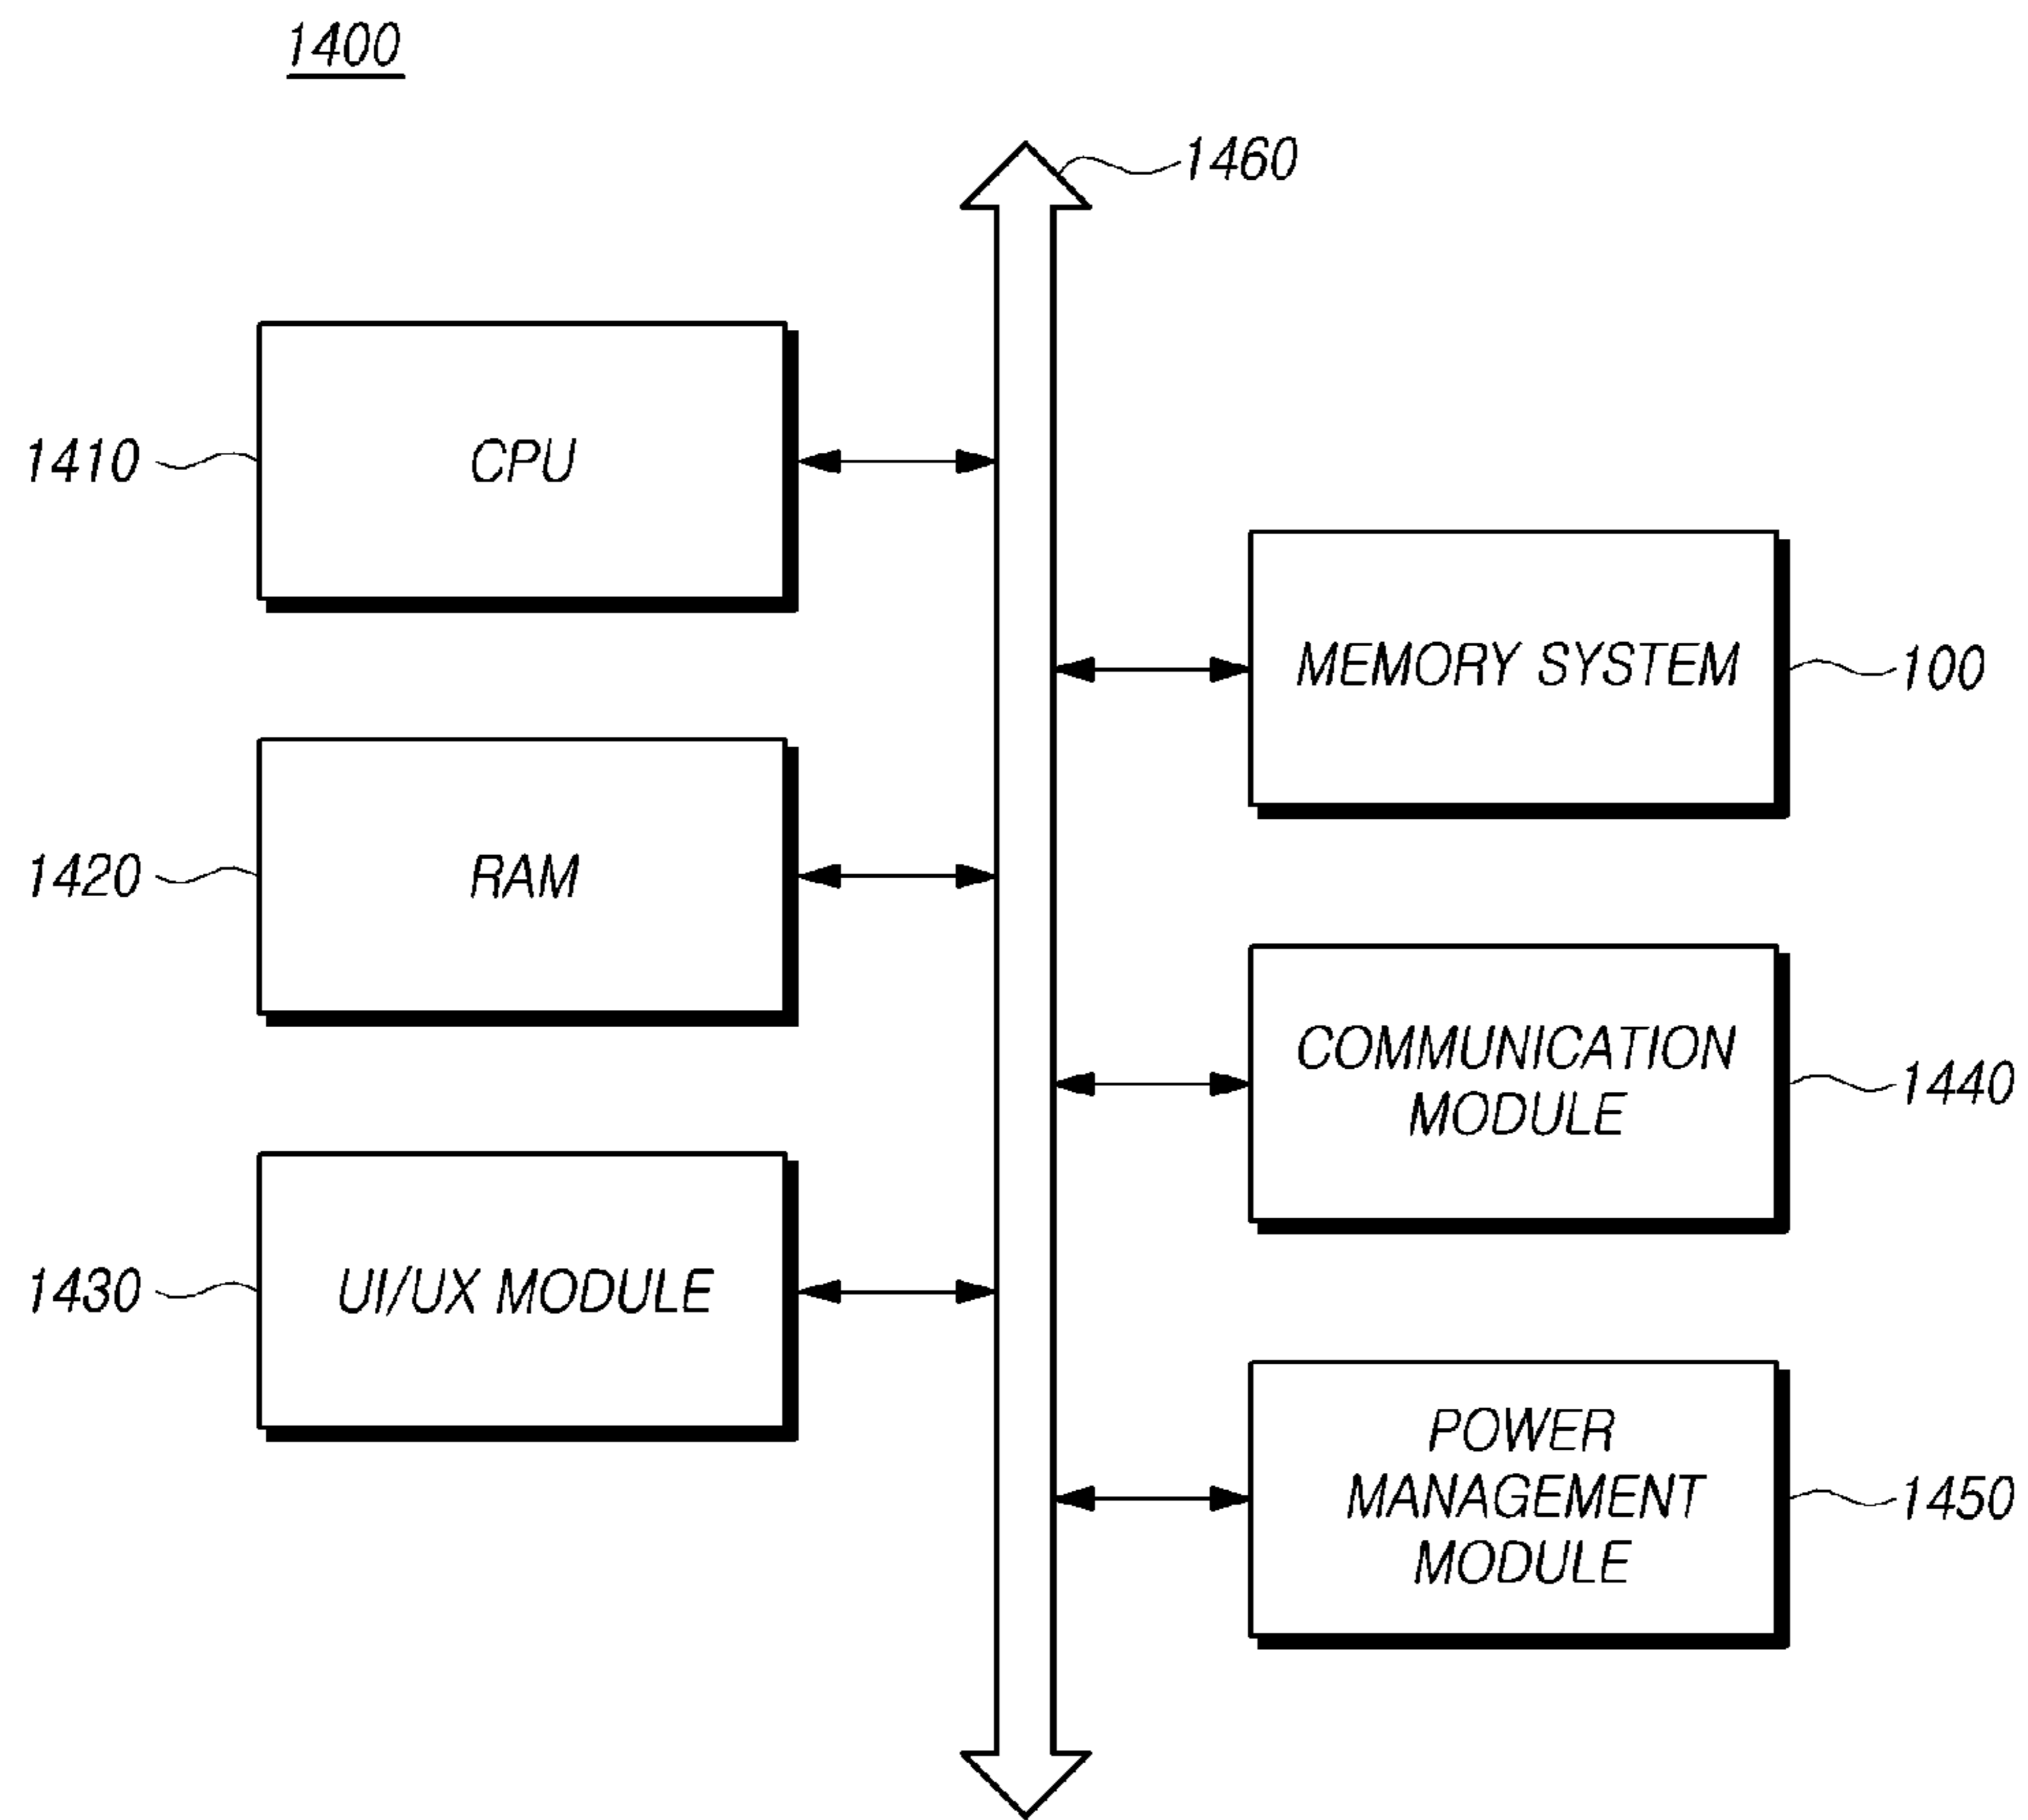 1400
1460
1410
CPU
MEMORY SYSTEM
100
1420
RAM
COMMUNICATION
MODULE
1440
1430
UI/UX MODULE
POWER
MANAGEMENT
MODULE
1450